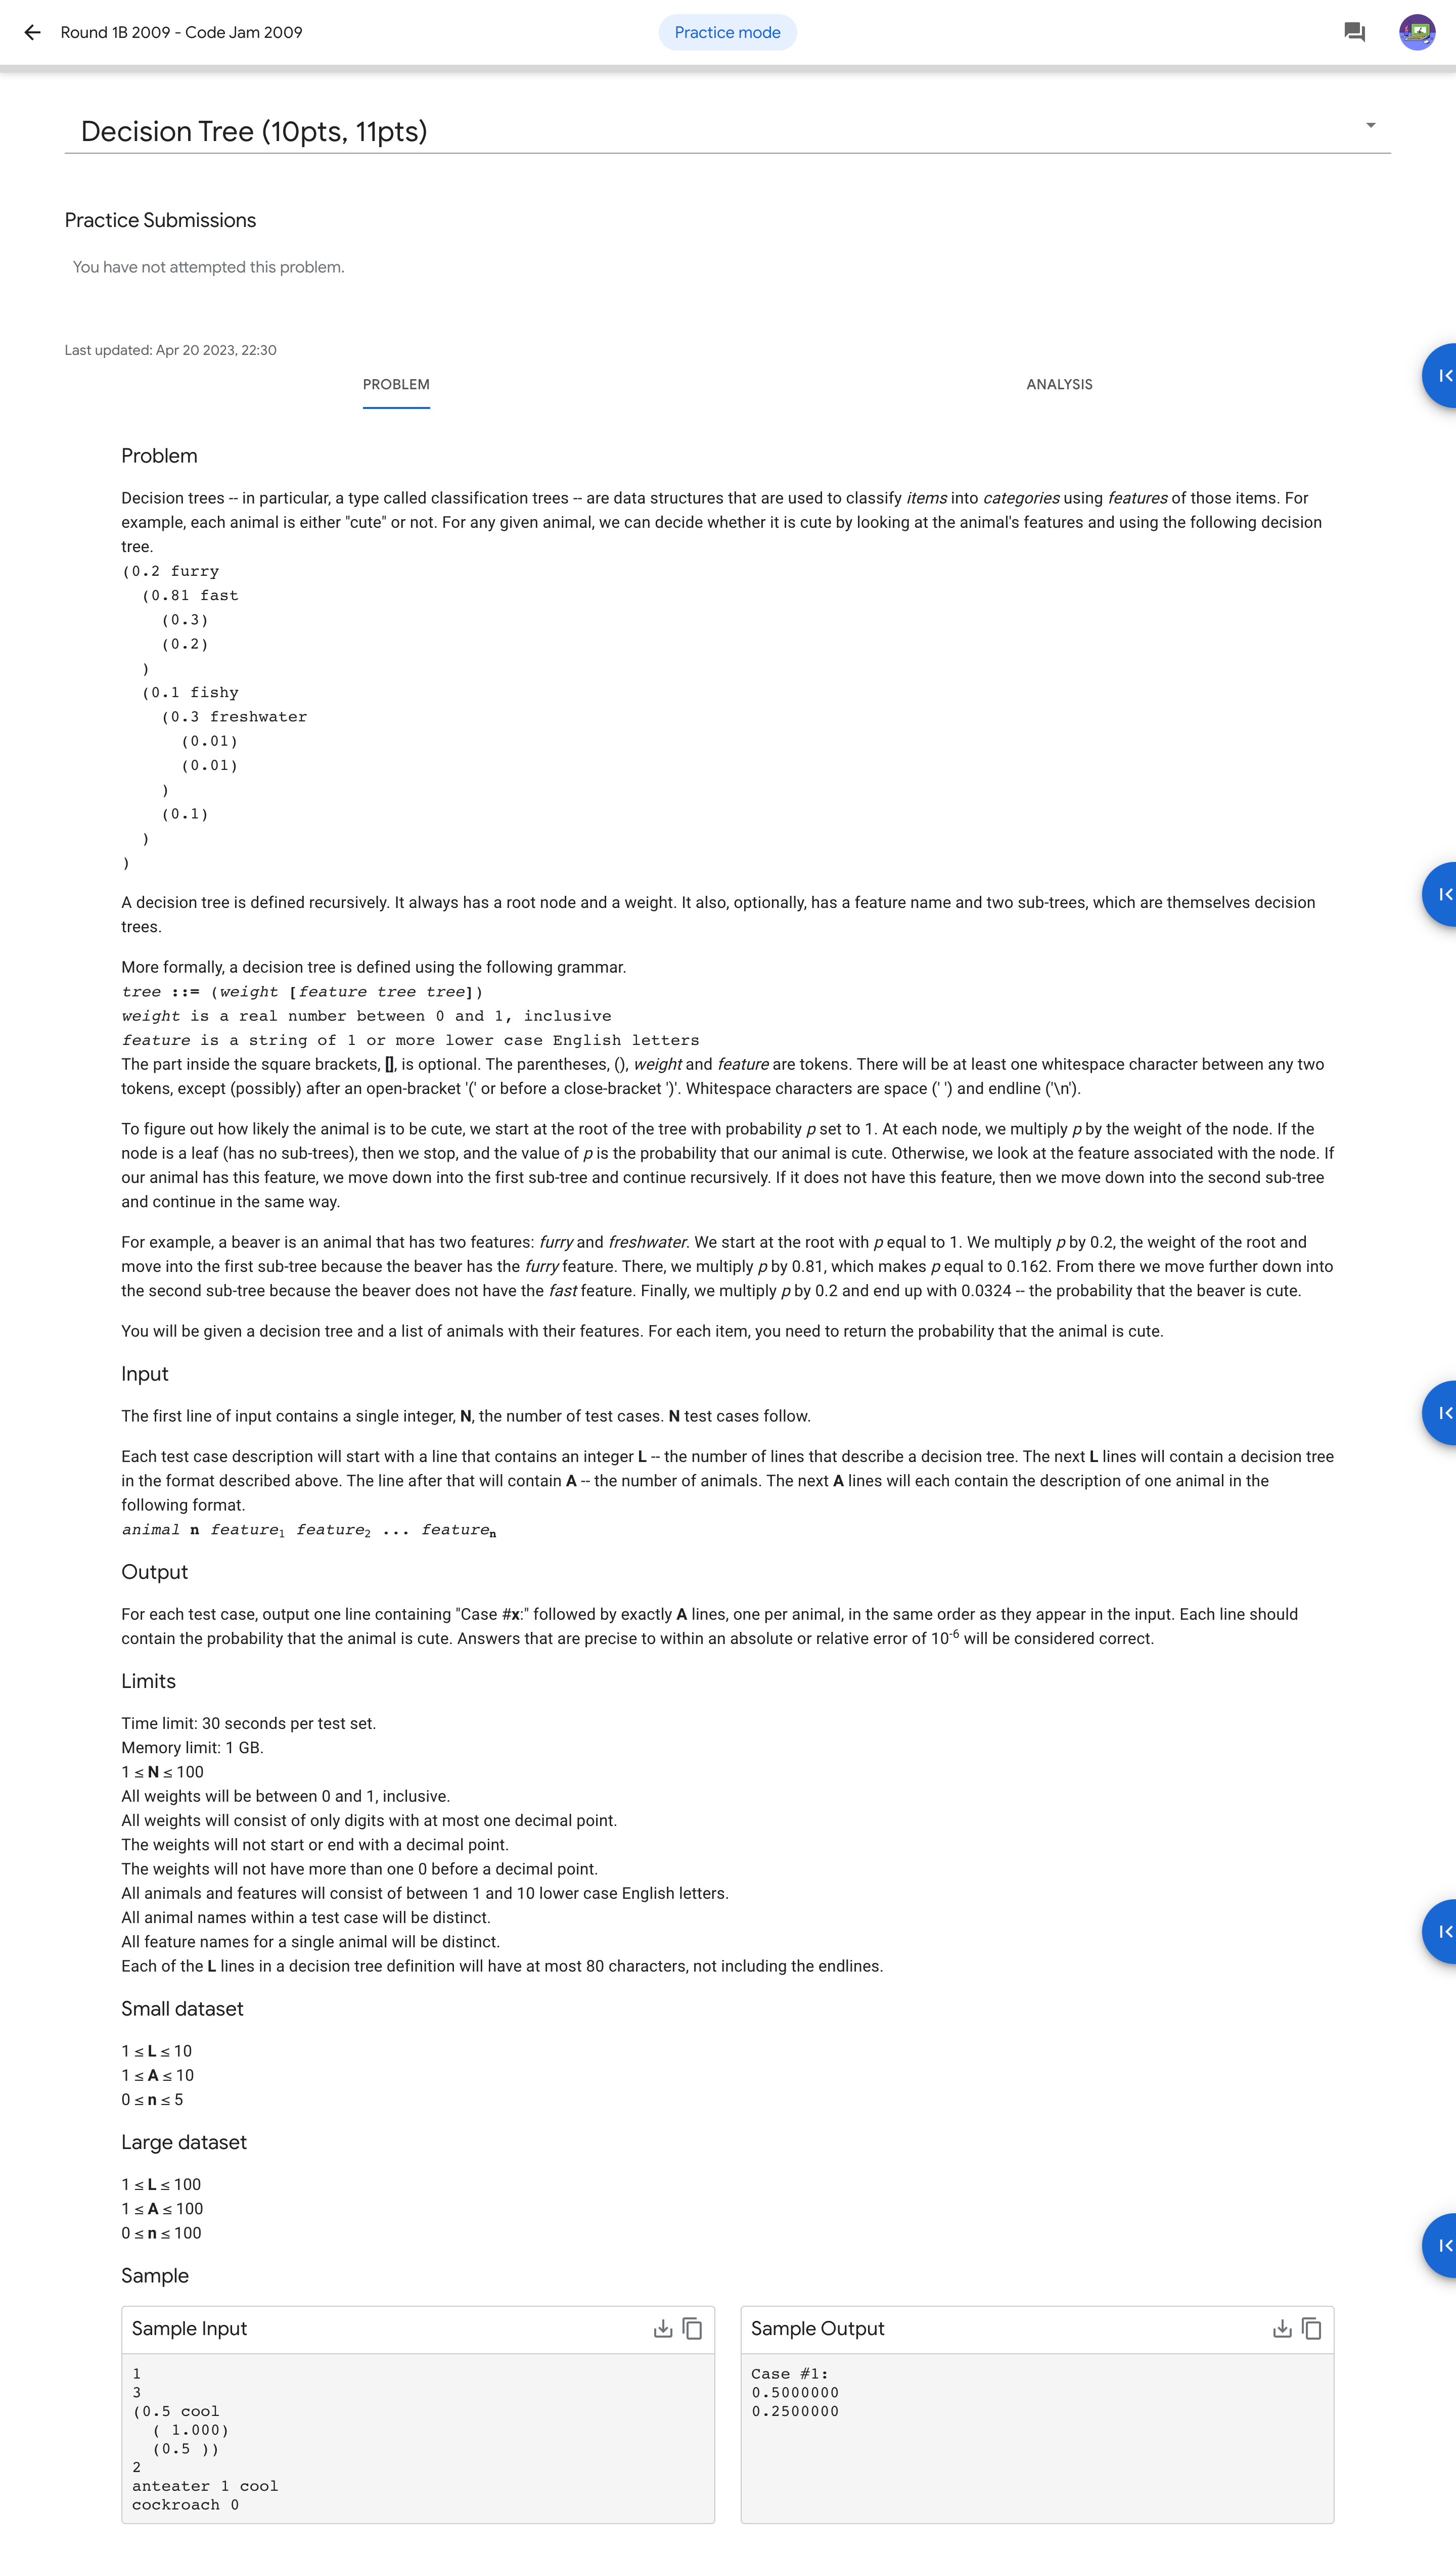 Round 1B 2009 - Code Jam 2009
Practice mode
Decision Tree (10pts, 11pts)
Practice Submissions
You have not attempted this problem.
Last updated: Apr 20 2023, 22:30
PROBLEM
ANALYSIS
Problem
Decision trees -- in particular, a type called classification trees -- are data structures that are used to classify items into categories using features of those items. For
example, each animal is either "cute" or not. For any given animal, we can decide whether it is cute by looking at the animal's features and using the following decision
tree.
(0.2 furry
  (0.81 fast
    (0.3)
    (0.2)
  )
  (0.1 fishy
    (0.3 freshwater
      (0.01)
      (0.01)
    )
    (0.1)
  )
)
A decision tree is defined recursively. It always has a root node and a weight. It also, optionally, has a feature name and two sub-trees, which are themselves decision
trees.
More formally, a decision tree is defined using the following grammar.
tree ::= (weight [feature tree tree])
weight is a real number between 0 and 1, inclusive
feature is a string of 1 or more lower case English letters
The part inside the square brackets, [], is optional. The parentheses, (), weight and feature are tokens. There will be at least one whitespace character between any two
tokens, except (possibly) after an open-bracket '(' or before a close-bracket ')'. Whitespace characters are space (' ') and endline ('\n').
To figure out how likely the animal is to be cute, we start at the root of the tree with probability p set to 1. At each node, we multiply p by the weight of the node. If the
node is a leaf (has no sub-trees), then we stop, and the value of p is the probability that our animal is cute. Otherwise, we look at the feature associated with the node. If
our animal has this feature, we move down into the first sub-tree and continue recursively. If it does not have this feature, then we move down into the second sub-tree
and continue in the same way.
For example, a beaver is an animal that has two features: furry and freshwater. We start at the root with p equal to 1. We multiply p by 0.2, the weight of the root and
move into the first sub-tree because the beaver has the furry feature. There, we multiply p by 0.81, which makes p equal to 0.162. From there we move further down into
the second sub-tree because the beaver does not have the fast feature. Finally, we multiply p by 0.2 and end up with 0.0324 -- the probability that the beaver is cute.
You will be given a decision tree and a list of animals with their features. For each item, you need to return the probability that the animal is cute.
Input
The first line of input contains a single integer, N, the number of test cases. N test cases follow.
Each test case description will start with a line that contains an integer L -- the number of lines that describe a decision tree. The next L lines will contain a decision tree
in the format described above. The line after that will contain A -- the number of animals. The next A lines will each contain the description of one animal in the
following format.
animal n feature1 feature2 ... featuren
Output
For each test case, output one line containing "Case #x:" followed by exactly A lines, one per animal, in the same order as they appear in the input. Each line should
contain the probability that the animal is cute. Answers that are precise to within an absolute or relative error of 10-6 will be considered correct.
Limits
Time limit: 30 seconds per test set.
Memory limit: 1 GB.
1 ≤ N ≤ 100
All weights will be between 0 and 1, inclusive.
All weights will consist of only digits with at most one decimal point.
The weights will not start or end with a decimal point.
The weights will not have more than one 0 before a decimal point.
All animals and features will consist of between 1 and 10 lower case English letters.
All animal names within a test case will be distinct.
All feature names for a single animal will be distinct.
Each of the L lines in a decision tree definition will have at most 80 characters, not including the endlines.
Small dataset
1 ≤ L ≤ 10
1 ≤ A ≤ 10
0 ≤ n ≤ 5
Large dataset
1 ≤ L ≤ 100
1 ≤ A ≤ 100
0 ≤ n ≤ 100
Sample
Sample Input
1
3
(0.5 cool
  ( 1.000)
  (0.5 ))
2
anteater 1 cool
cockroach 0
Sample Output
Case #1:
0.5000000
0.2500000